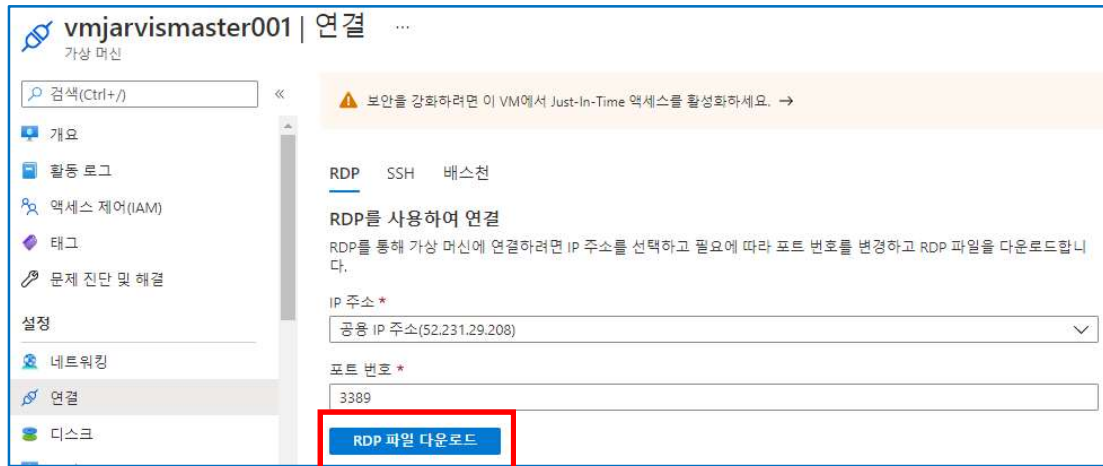 vmjarvismaster001 | 연결 ...
가상 머신
검색(Ctrl+/)
«
보안을 강화하려면 이 VM에서 Just-In-Time 액세스를 활성화하세요. →
개요
활동 로그
액세스 제어(IAM)
태그
문제 진단 및 해결
설정
네트워킹
연결
디스크
RDP SSH 배스천
RDP를 사용하여 연결
RDP를 통해 가상 머신에 연결하려면 IP 주소를 선택하고 필요에 따라 포트 번호를 변경하고 RDP 파일을 다운로드합니
다.
IP 주소 *
공용 IP 주소(52.231.29.208)
포트 번호 *
3389
RDP 파일 다운로드